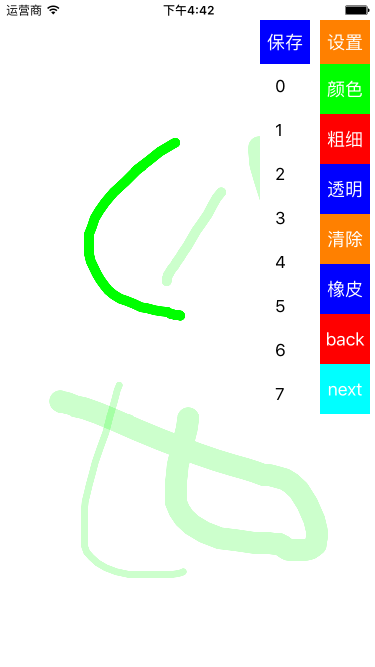 运营商 下午4:42
保存 设置
0 颜色
1 粗细
2 透明
3 清除
4 橡皮
5 back
6 next
7